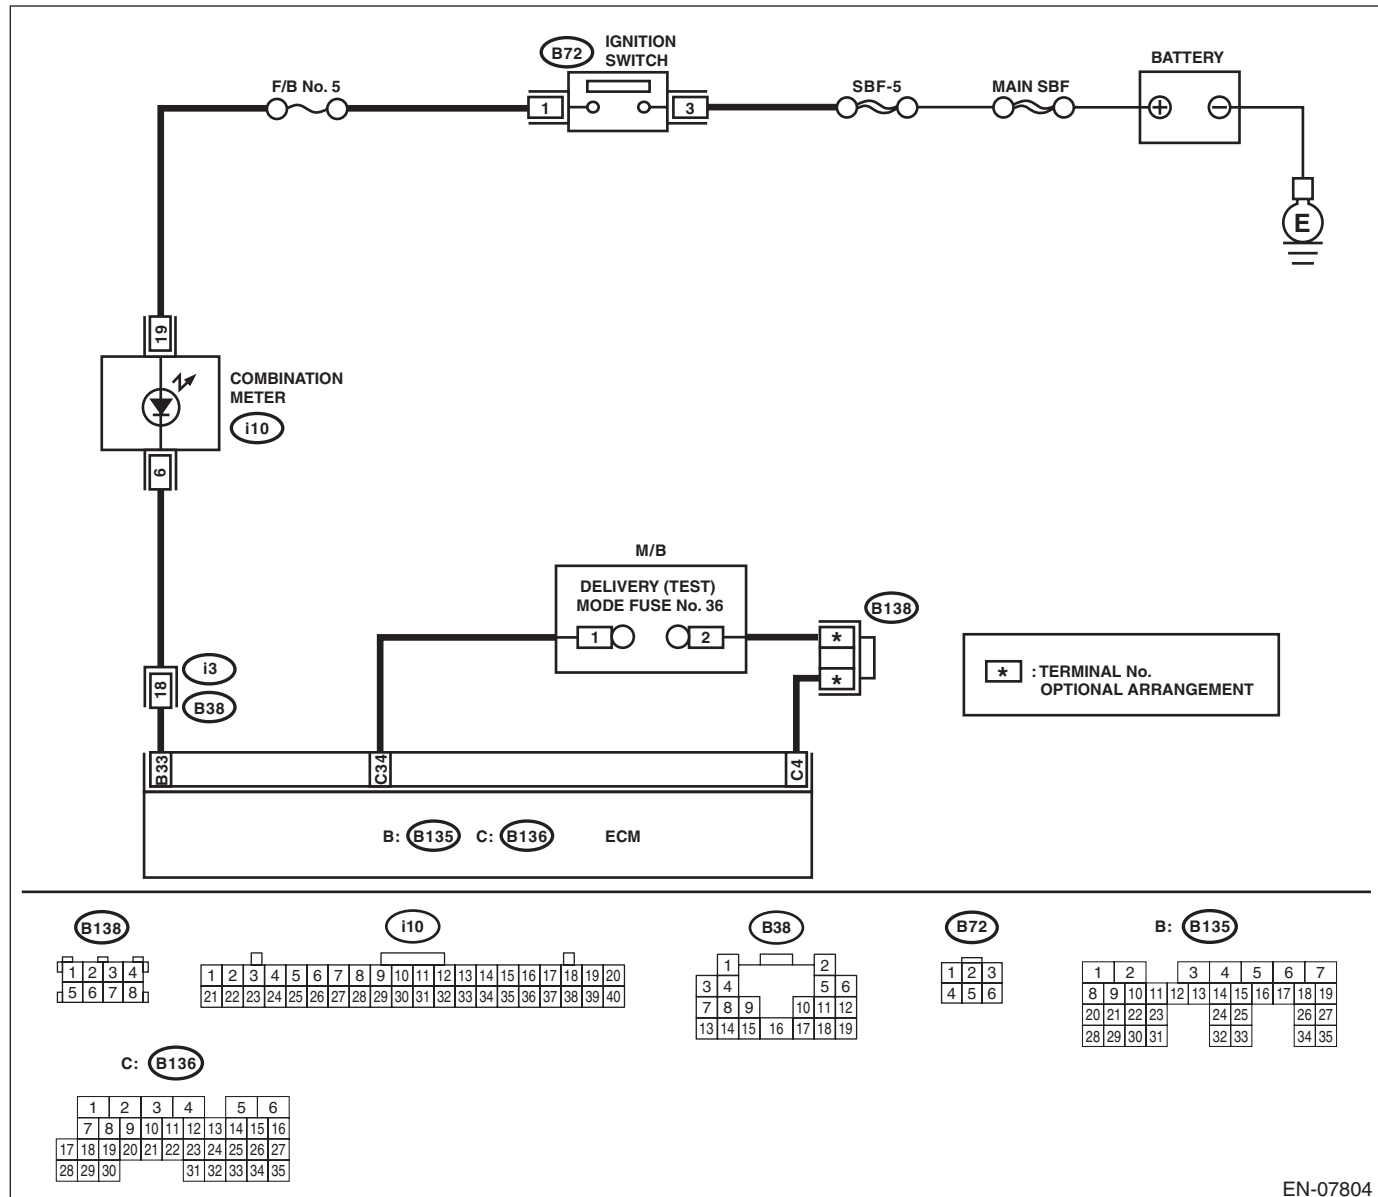 B72
IGNITION
SWITCH
BATTERY
F/B No. 5
SBF-5
MAIN SBF
1
3
E
19
COMBINATION
METER
i10
6
M/B
DELIVERY (TEST)
MODE FUSE No. 36
1
2
B138
*
*
* : TERMINAL No.
OPTIONAL ARRANGEMENT
i3
18
B38
B33
C34
C4
B: B135 C: B136 ECM
B138
1 2 3 4
5 6 7 8
i10
1 2 3 4 5 6 7 8 9 10 11 12 13 14 15 16 17 18 19 20
21 22 23 24 25 26 27 28 29 30 31 32 33 34 35 36 37 38 39 40
B38
1 2
3 4 5 6
7 8 9 10 11 12
13 14 15 16 17 18 19
B72
1 2 3
4 5 6
B: B135
1 2 3 4 5 6 7
8 9 10 11 12 13 14 15 16 17 18 19
20 21 22 23 24 25 26 27
28 29 30 31 32 33 34 35
C: B136
1 2 3 4 5 6
7 8 9 10 11 12 13 14 15 16
17 18 19 20 21 22 23 24 25 26 27
28 29 30 31 32 33 34 35
EN-07804